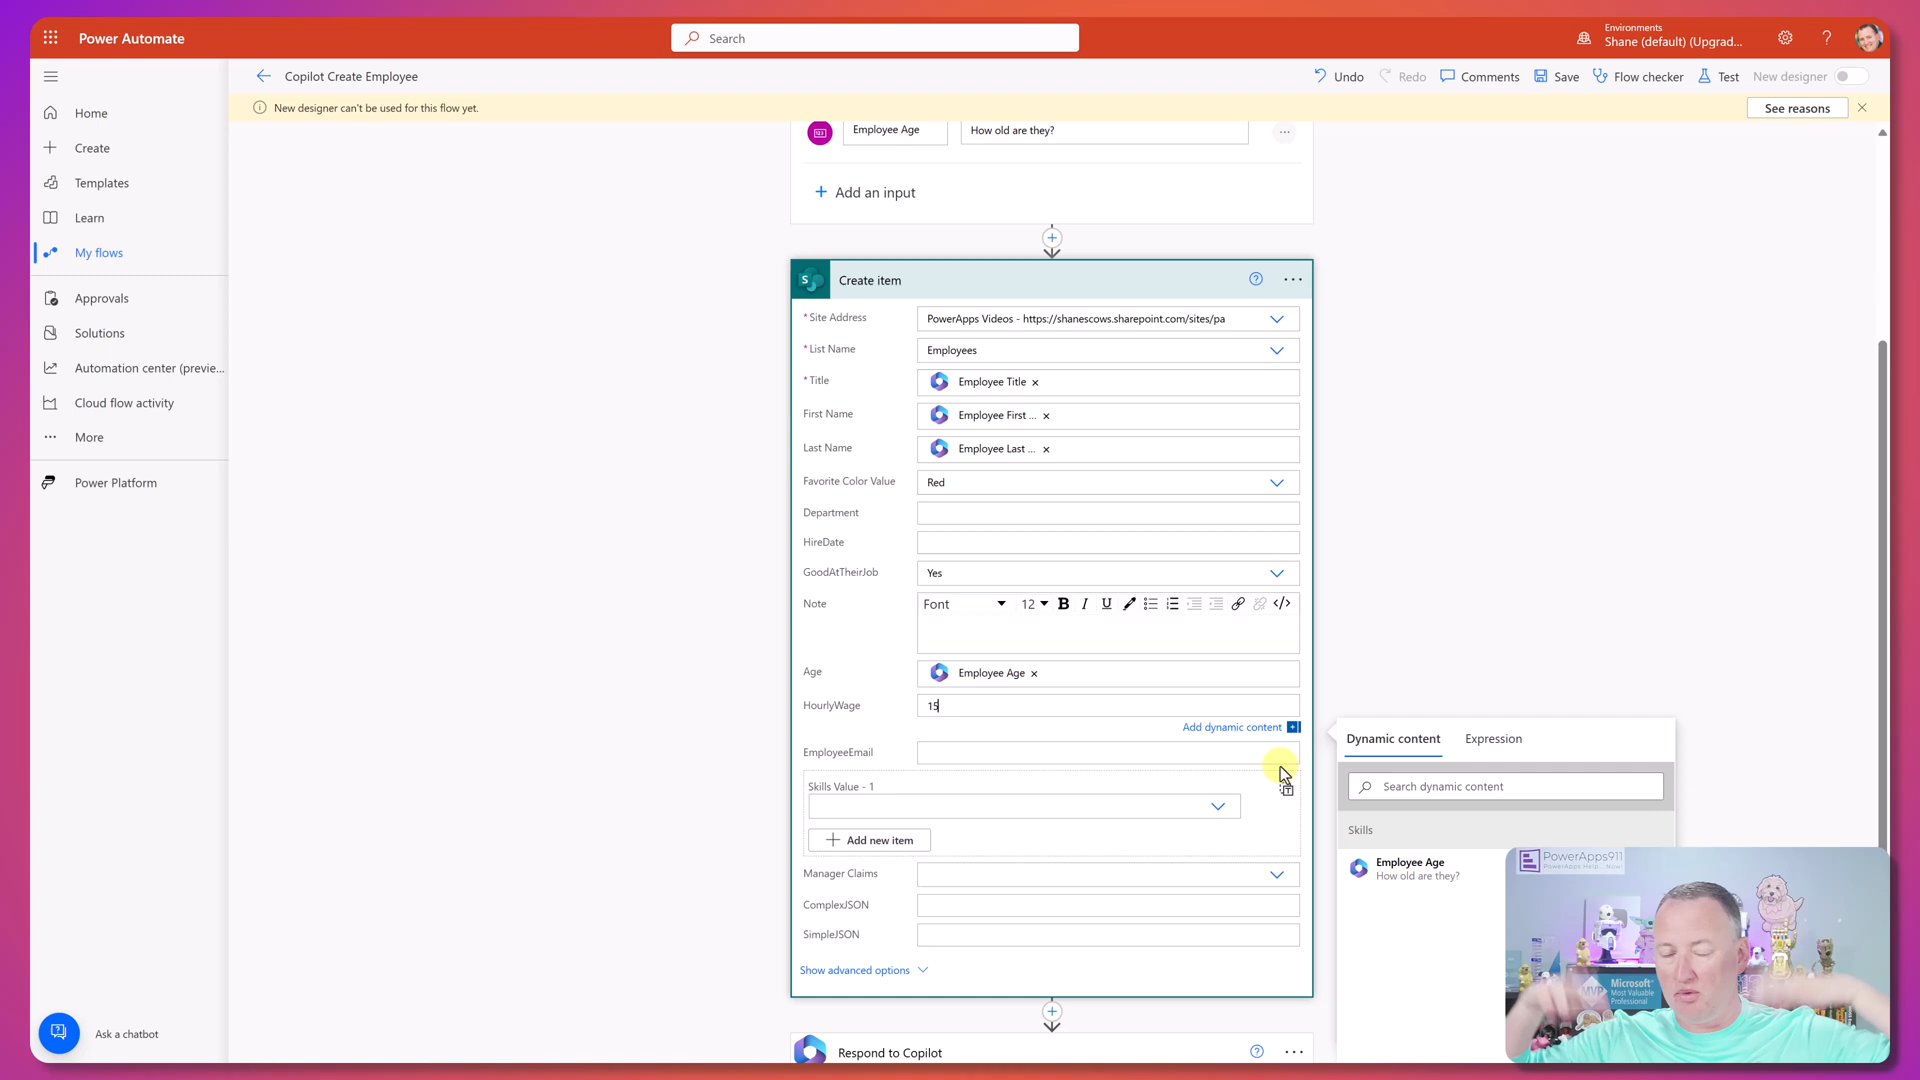 Power Automate
Search
Environments
Shane (default) (Upgrad...
Copilot Create Employee
Undo
Redo
Comments
Save
Flow checker
Test
New designer
New designer can't be used for this flow yet.
See reasons
Home
Create
Templates
Learn
My flows
Approvals
Solutions
Automation center (previe...
Cloud flow activity
More
Power Platform
Ask a chatbot
Employee Age
How old are they?
Add an input
Create item
* Site Address
PowerApps Videos - https://shanescows.sharepoint.com/sites/pa
* List Name
Employees
* Title
Employee Title
First Name
Employee First ...
Last Name
Employee Last ...
Favorite Color Value
Red
Department
HireDate
GoodAtTheirJob
Yes
Note
Font
12
B I U
Age
Employee Age
HourlyWage
15
Add dynamic content
EmployeeEmail
Skills Value - 1
Add new item
Manager Claims
ComplexJSON
SimpleJSON
Show advanced options
Respond to Copilot
Dynamic content
Expression
Search dynamic content
Skills
Employee Age
How old are they?
PowerApps911
PowerApps Help... Now!
MVP
Microsoft
Most Valuable
Professional